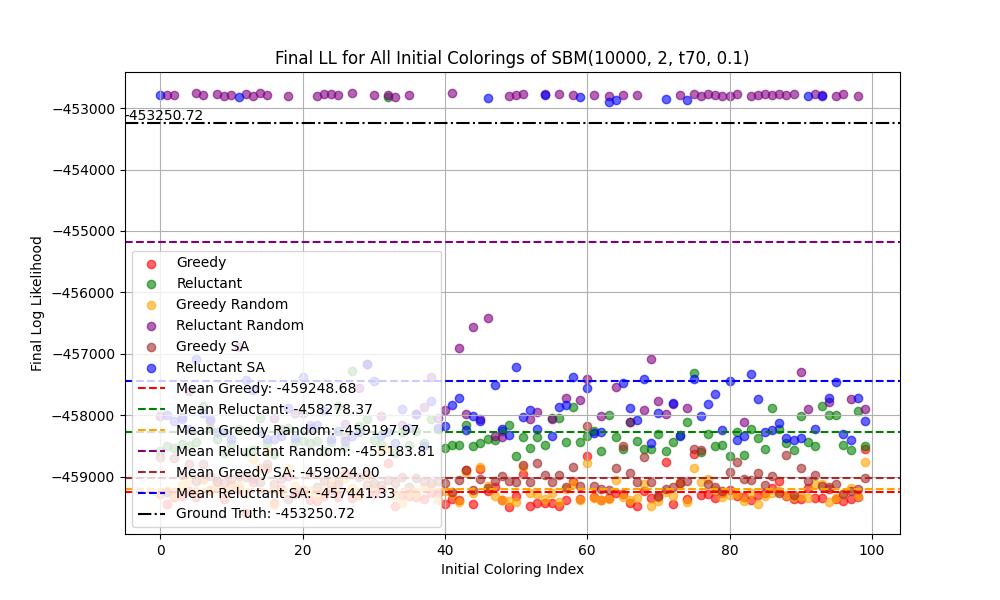 Final LL for All Initial Colorings of SBM(10000, 2, t70, 0.1)
Final Log Likelihood
−453000
−454000
−455000
−456000
−457000
−458000
−459000
-453250.72
Greedy
Reluctant
Greedy Random
Reluctant Random
Greedy SA
Reluctant SA
Mean Greedy: -459248.68
Mean Reluctant: -458278.37
Mean Greedy Random: -459197.97
Mean Reluctant Random: -455183.81
Mean Greedy SA: -459024.00
Mean Reluctant SA: -457441.33
Ground Truth: -453250.72
0
20
40
60
80
100
Initial Coloring Index